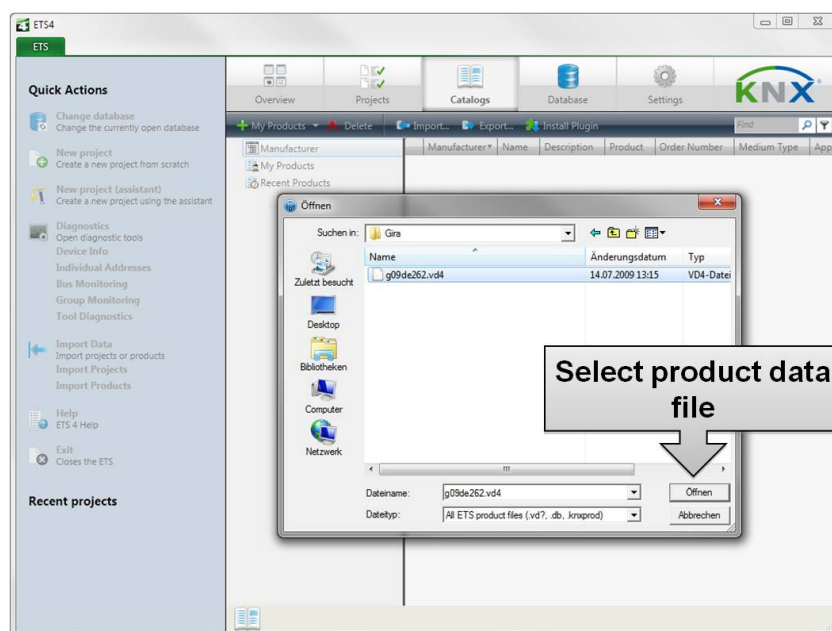 ETS4
ETS
Quick Actions
Change database
Change the currently open database
New project
Create a new project from scratch
New project (assistant)
Create a new project using the assistant
Diagnostics
Open diagnostic tools
Device Info
Individual Addresses
Bus Monitoring
Group Monitoring
Tool Diagnostics
Import Data
Import projects or products
Import Projects
Import Products
Help
ETS 4 Help
Exit
Closes the ETS
Recent projects
Overview
Projects
Catalogs
Database
Settings
KNX
My Products Delete Import... Export... Install Plugin Find
Manufacturer
My Products
Recent Products
Manufacturer Name Description Product Order Number Medium Type App
Öffnen
Suchen in: Gira
Name Änderungsdatum Typ
g09de262.vd4 14.07.2009 13:15 VD4-Datei
Zuletzt besucht
Desktop
Bibliotheken
Computer
Netzwerk
Select product data
file
Dateiname: g09de262.vd4 Öffnen
Dateityp: All ETS product files (.vd?, .db, .knxprod) Abbrechen